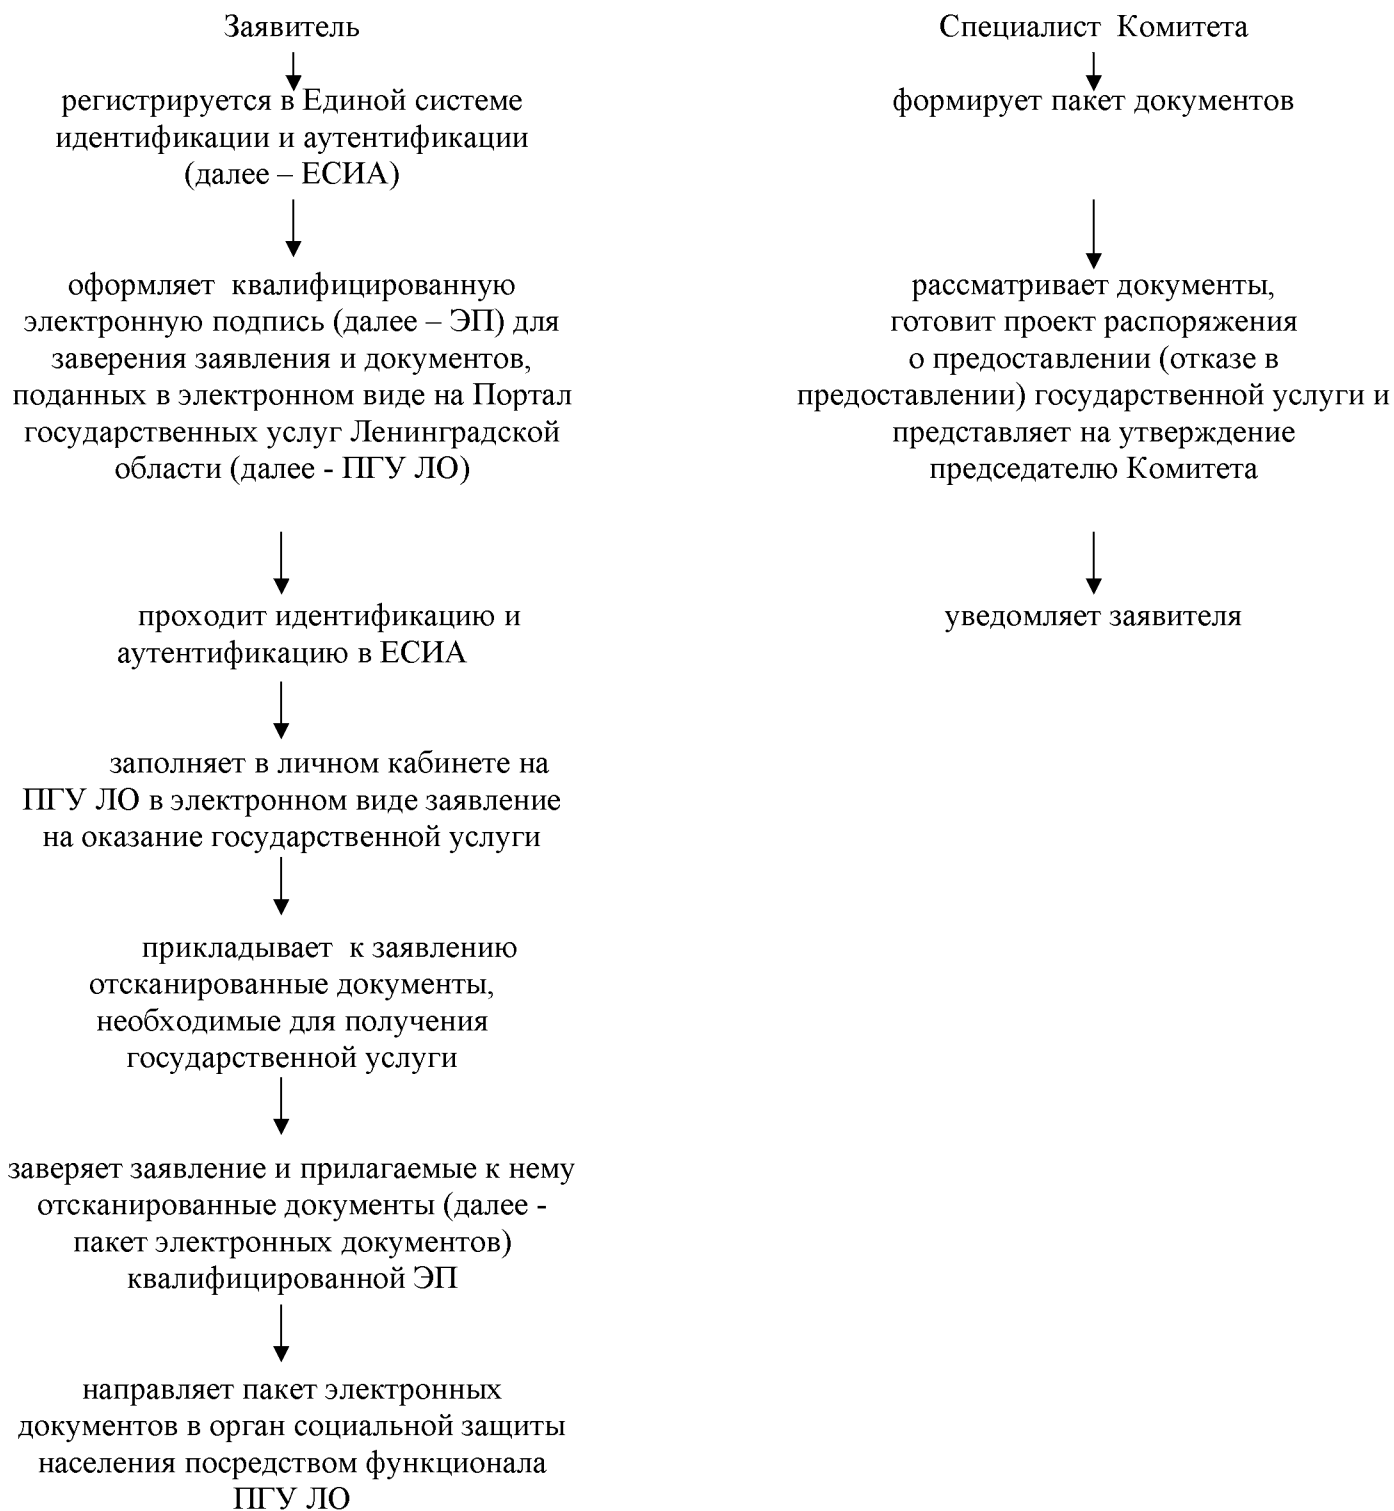 Заявитель
регистрируется в Единой системе
идентификации и аутентификации
(далее – ЕСИА)
оформляет квалифицированную
электронную подпись (далее – ЭП) для
заверения заявления и документов,
поданных в электронном виде на Портал
государственных услуг Ленинградской
области (далее - ПГУ ЛО)
проходит идентификацию и
аутентификацию в ЕСИА
заполняет в личном кабинете на
ПГУ ЛО в электронном виде заявление
на оказание государственной услуги
прикладывает к заявлению
отсканированные документы,
необходимые для получения
государственной услуги
заверяет заявление и прилагаемые к нему
отсканированные документы (далее -
пакет электронных документов)
квалифицированной ЭП
направляет пакет электронных
документов в орган социальной защиты
населения посредством функционала
ПГУ ЛО
Специалист Комитета
формирует пакет документов
рассматривает документы,
готовит проект распоряжения
о предоставлении (отказе в
предоставлении) государственной услуги и
представляет на утверждение
председателю Комитета
уведомляет заявителя